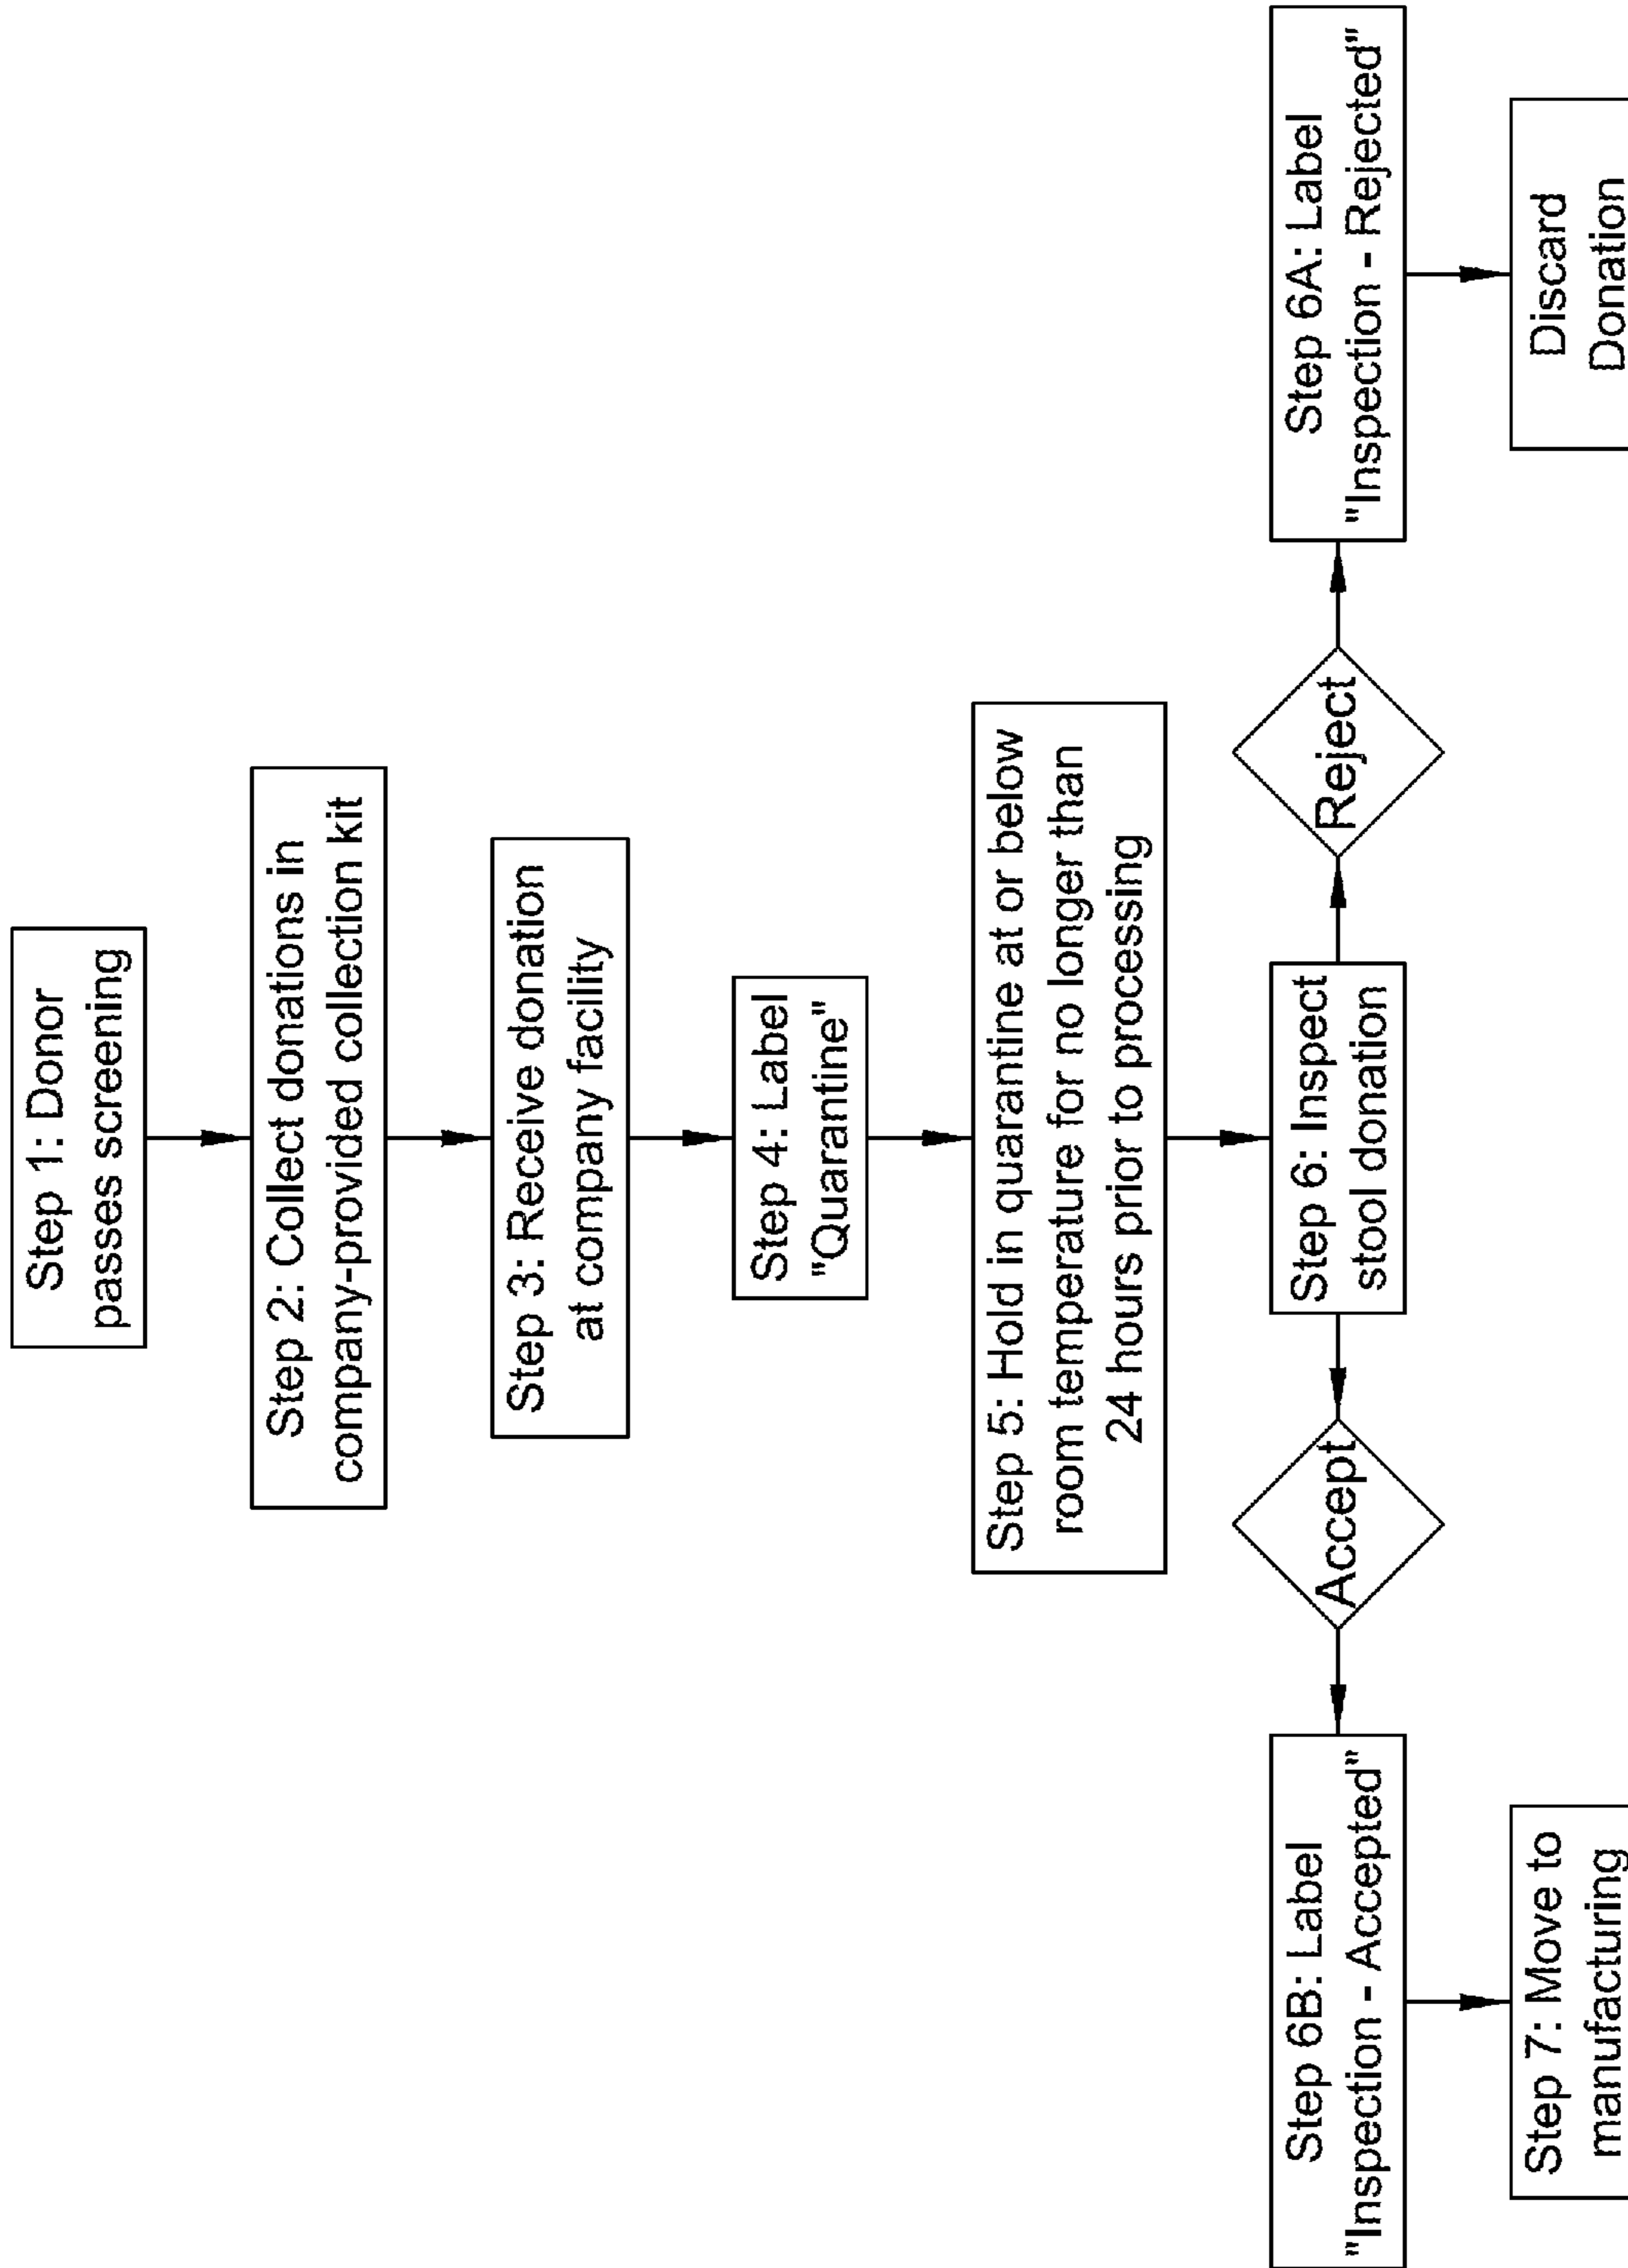 Step 1: Donor
passes screening
Step 2: Collect donations in
company-provided collection kit
Step 3: Receive donation
at company facility
Step 4: Label
"Quarantine"
Step 5: Hold in quarantine at or below
room temperature for no longer than
24 hours prior to processing
Step 6: Inspect
stool donation
Accept
Reject
Step 6B: Label
"Inspection - Accepted"
Step 6A: Label
"Inspection - Rejected"
Step 7: Move to
manufacturing
Discard
Donation